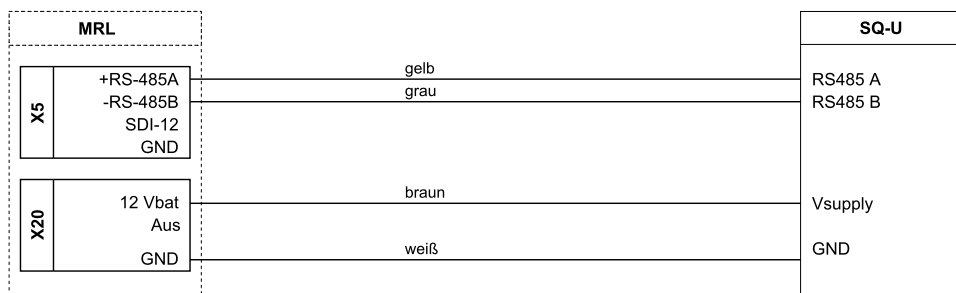 MRL
SQ-U
X5
+RS-485A
gelb
RS485 A
-RS-485B
grau
RS485 B
SDI-12
GND
X20
12 Vbat
braun
Vsupply
Aus
GND
weiß
GND